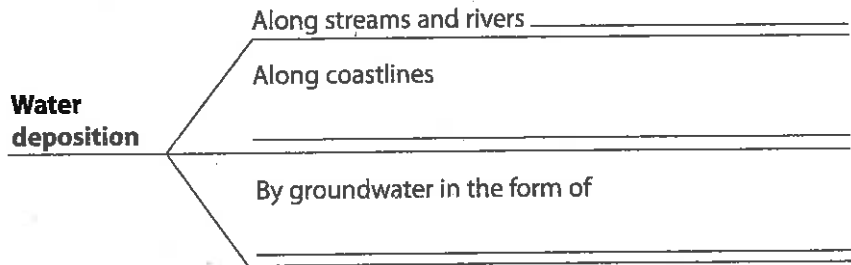 Along streams and rivers
Along coastlines
Water
deposition
By groundwater in the form of